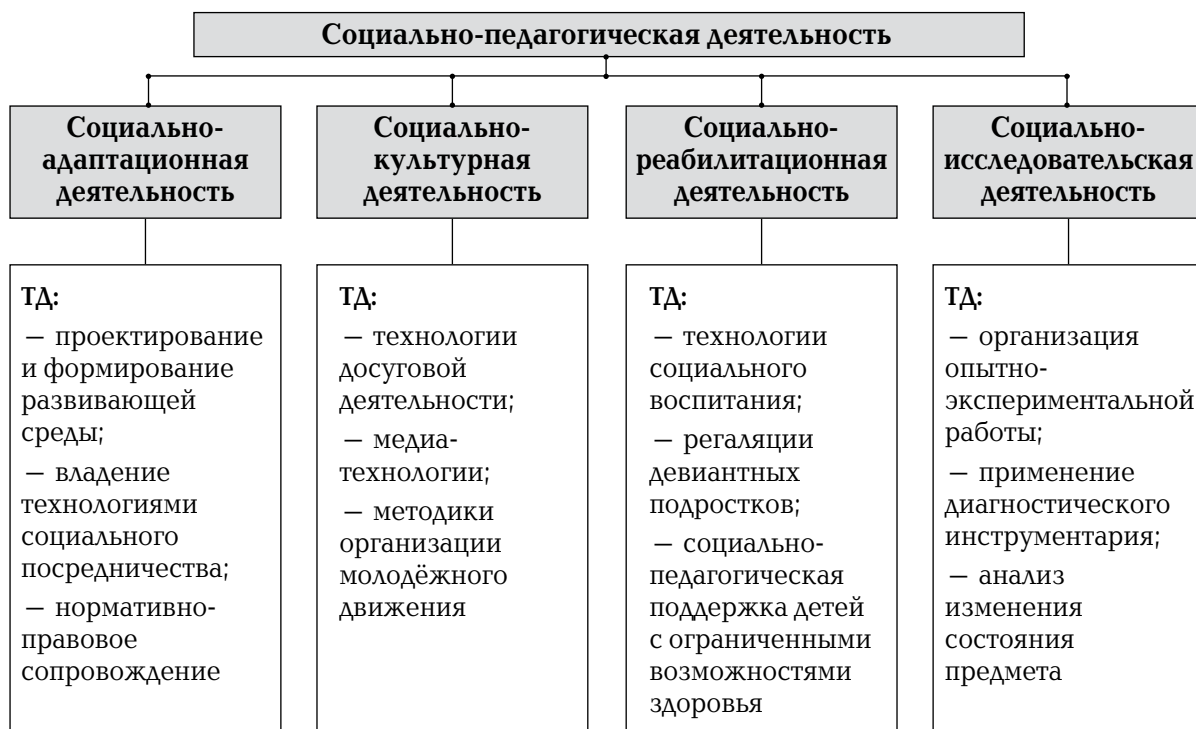 Социально-педагогическая деятельность
Социально-
адаптационная
деятельность
Социально-
культурная
деятельность
Социально-
реабилитационная
деятельность
Социально-
исследовательская
деятельность
ТД:
— проектирование
и формирование
развивающей
среды;
— владение
технологиями
социального
посредничества;
— нормативно-
правовое
сопровождение
ТД:
— технологии
досуговой
деятельности;
— медиа-
технологии;
— методики
организации
молодёжного
движения
ТД:
— технологии
социального
воспитания;
— регаляции
девиантных
подростков;
— социально-
педагогическая
поддержка детей
с ограниченными
возможностями
здоровья
ТД:
— организация
опытно-
экспериментальной
работы;
— применение
диагностического
инструментария;
— анализ
изменения
состояния
предмета